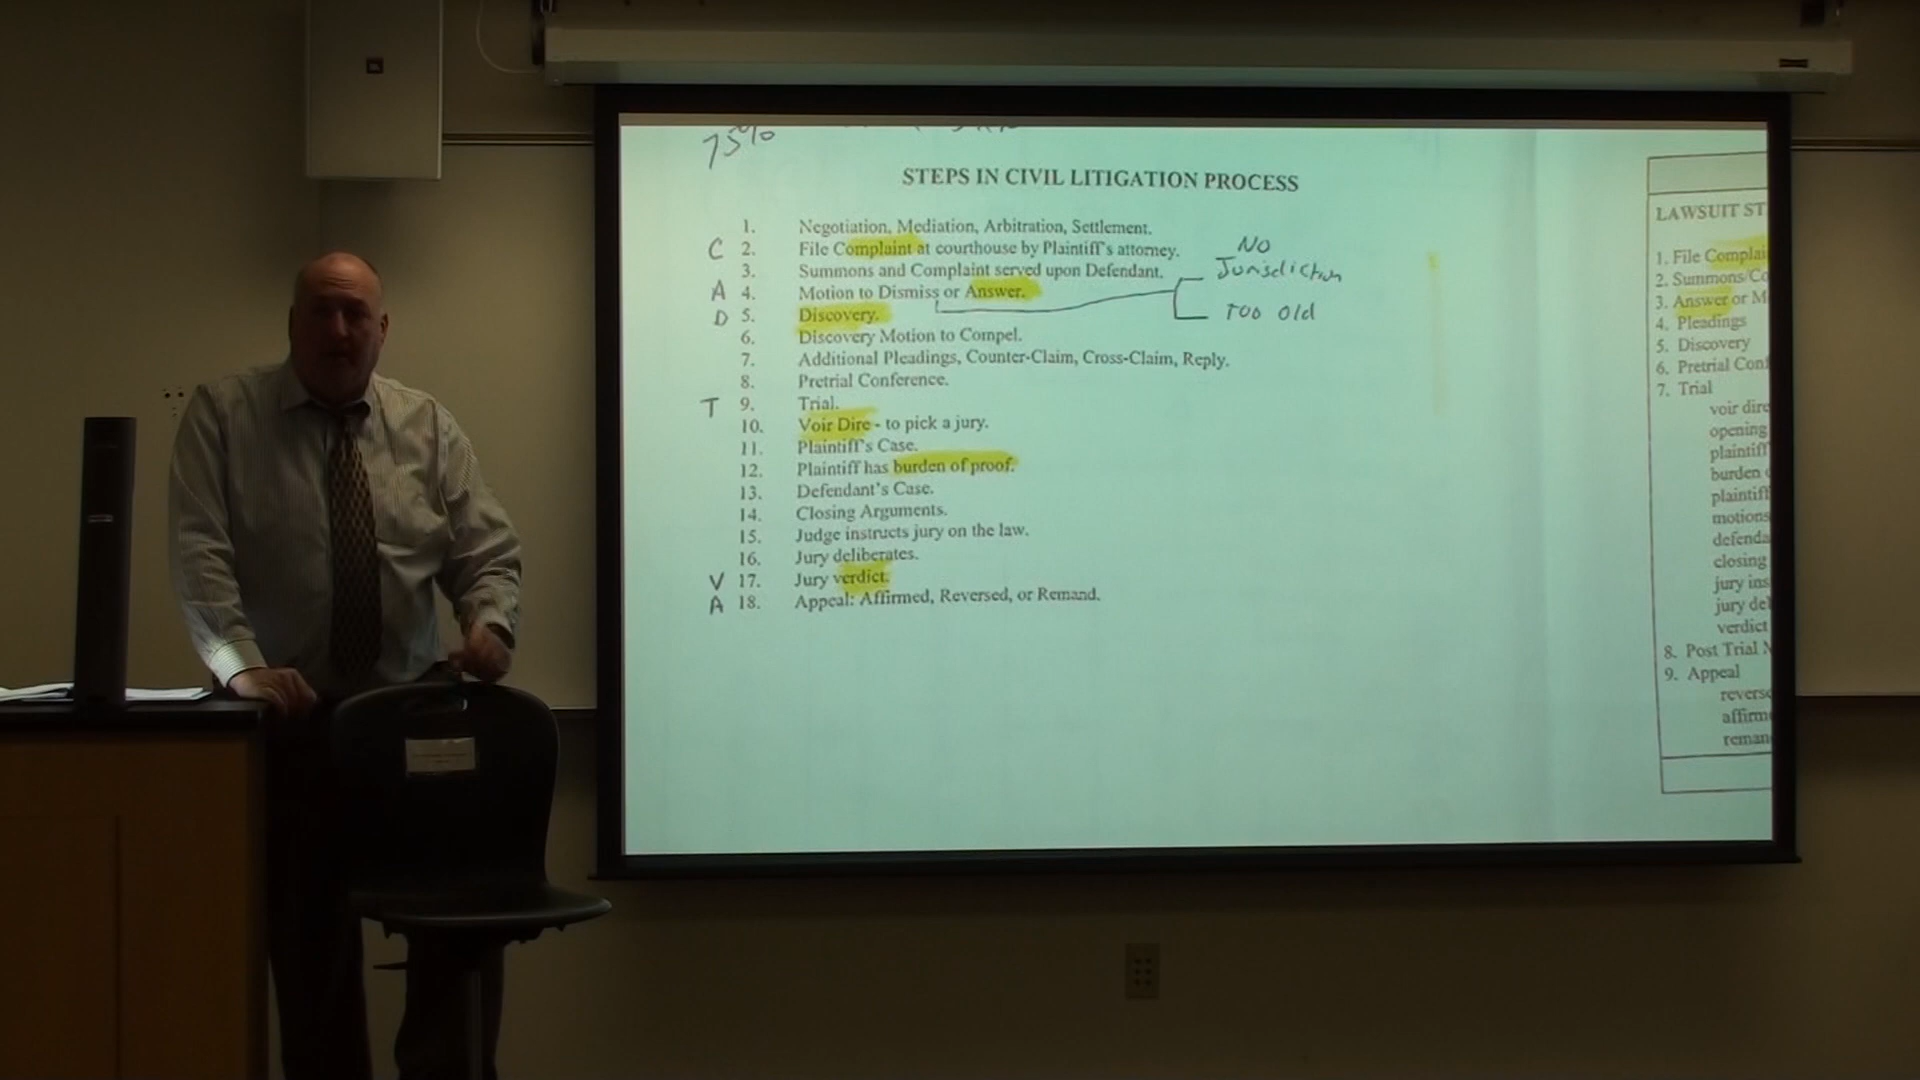 75%
STEPS IN CIVIL LITIGATION PROCESS
1. Negotiation, Mediation, Arbitration, Settlement.
C 2. File Complaint at courthouse by Plaintiff's attorney.
3. Summons and Complaint served upon Defendant.
A 4. Motion to Dismiss or Answer.
D 5. Discovery.
6. Discovery Motion to Compel.
7. Additional Pleadings, Counter-Claim, Cross-Claim, Reply.
8. Pretrial Conference.
T 9. Trial.
10. Voir Dire - to pick a jury.
11. Plaintiff's Case.
12. Plaintiff has burden of proof.
13. Defendant's Case.
14. Closing Arguments.
15. Judge instructs jury on the law.
16. Jury deliberates.
V 17. Jury verdict.
A 18. Appeal: Affirmed, Reversed, or Remand.
NO
Jurisdiction
TOO Old
LAWSUIT ST
1. File Complai
2. Summons/Co
3. Answer or M
4. Pleadings
5. Discovery
6. Pretrial Conf
7. Trial
voir dire
opening
plaintiff
burden
plaintiff
motions
defenda
closing
jury ins
jury del
verdict
8. Post Trial
9. Appeal
reverse
affirm
reman